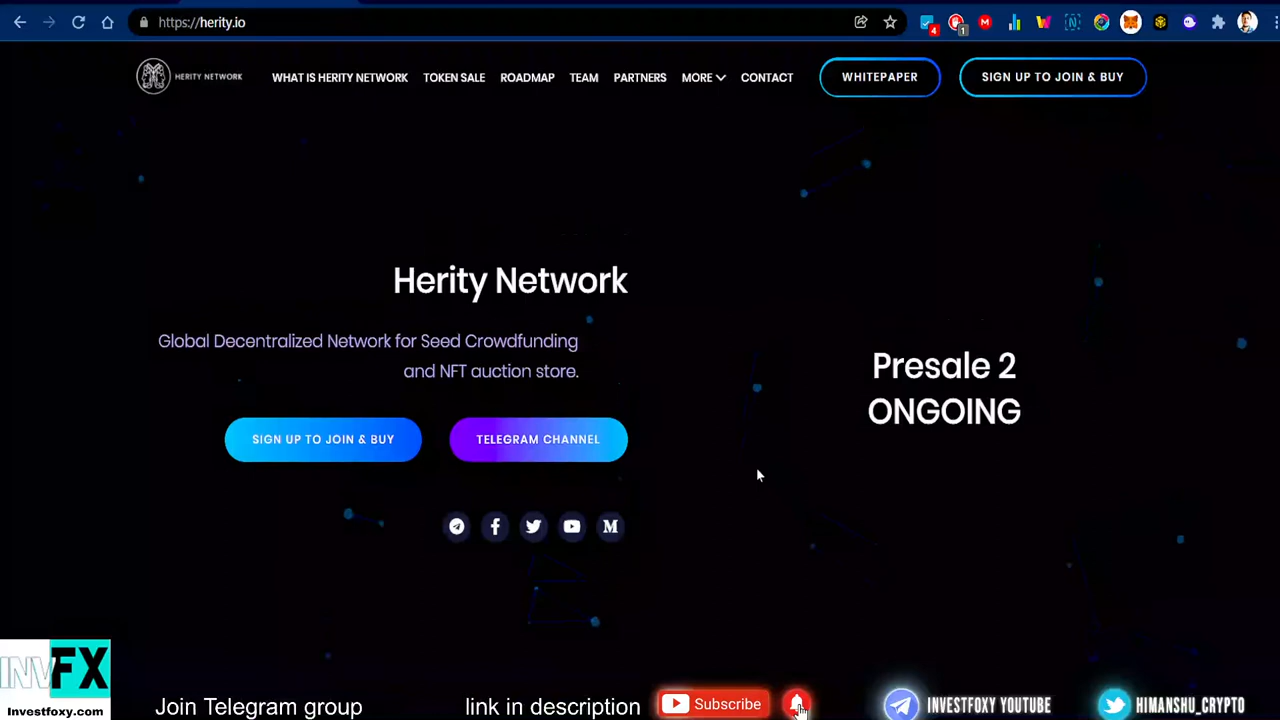 https://herity.io
4
1
HERITY NETWORK
WHAT IS HERITY NETWORK
TOKEN SALE
ROADMAP
TEAM
PARTNERS
MORE
CONTACT
WHITEPAPER
SIGN UP TO JOIN & BUY
Herity Network
Global Decentralized Network for Seed Crowdfunding
and NFT auction store.
SIGN UP TO JOIN & BUY
TELEGRAM CHANNEL
Presale 2
ONGOING
INVFX
Investfoxy.com
Join Telegram group
link in description
Subscribe
INVESTFOXY YOUTUBE
HIMANSHU_CRYPTO